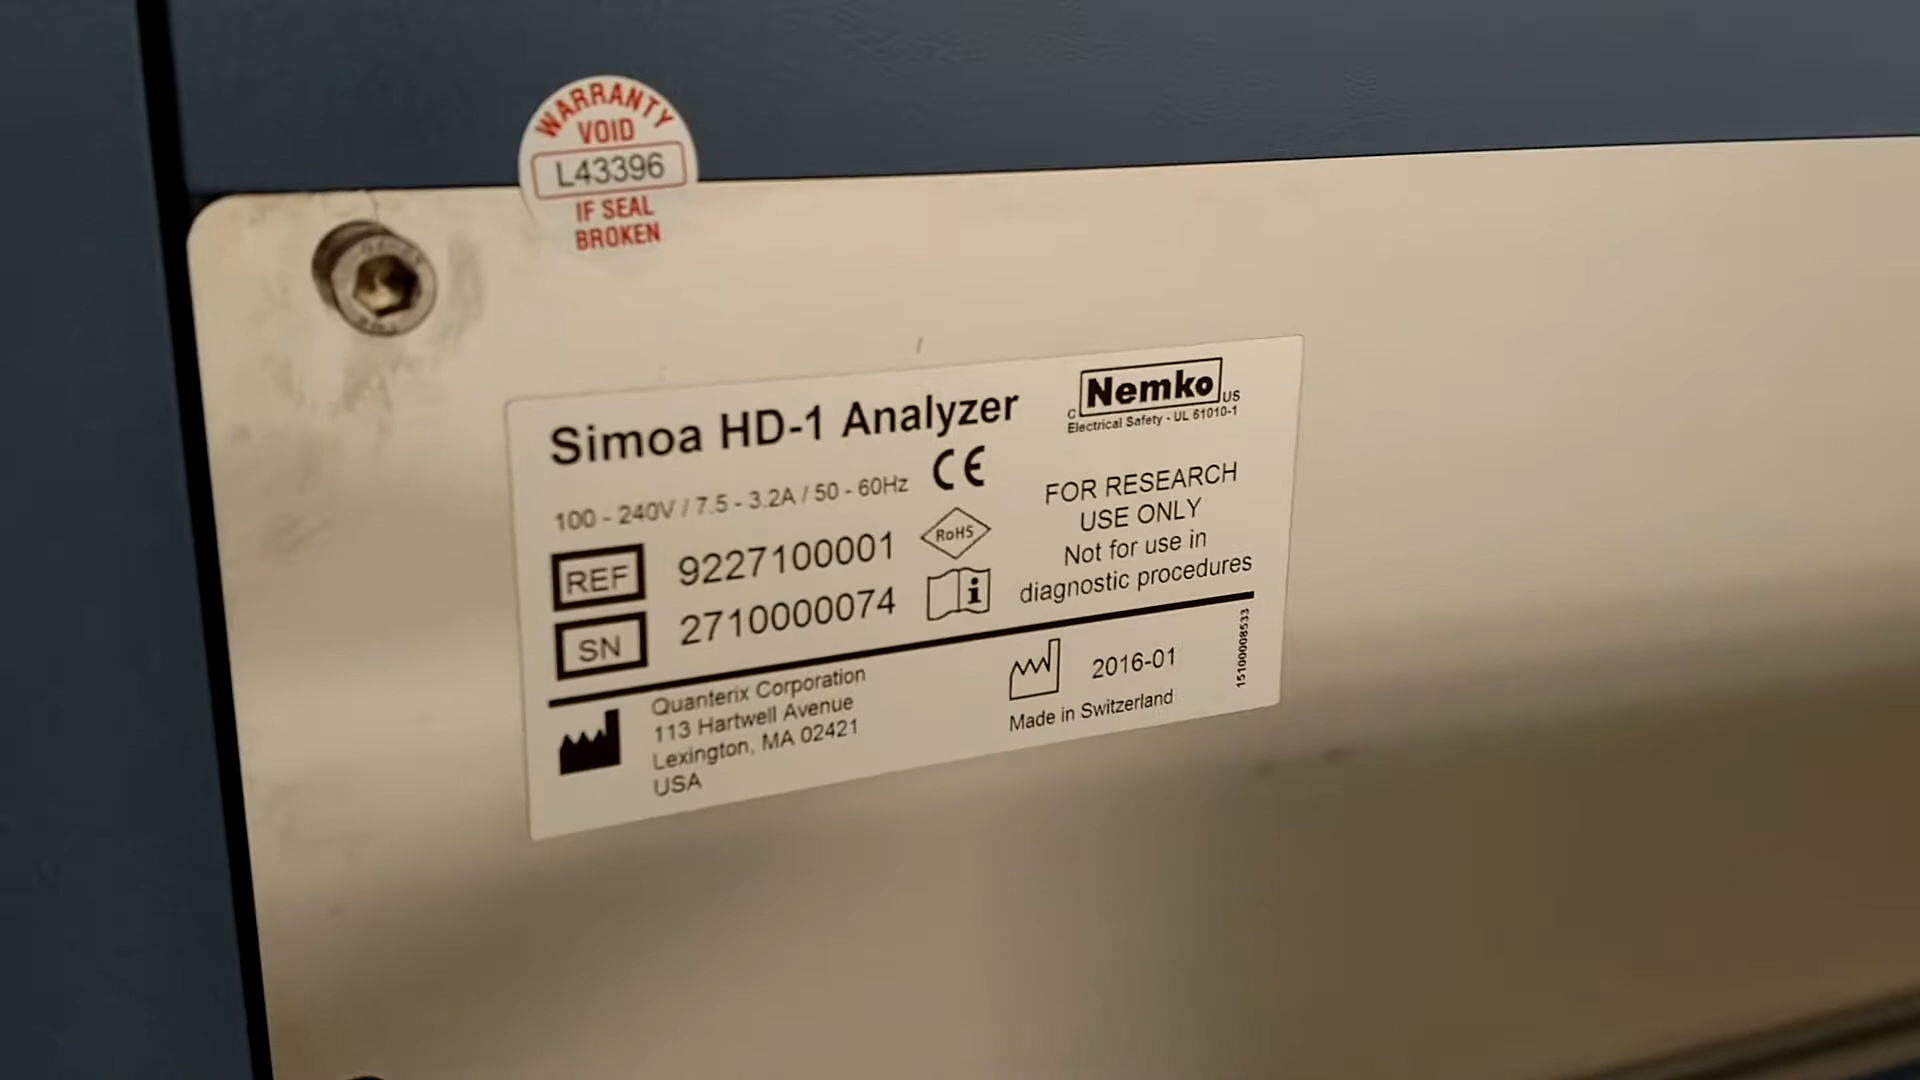 WARRANTY
VOID
L43396
IF SEAL
BROKEN
Simoa HD-1 Analyzer
Nemko
C US
Electrical Safety - UL 61010-1
100 - 240V / 7.5 - 3.2A / 50 - 60Hz
CE
FOR RESEARCH
USE ONLY
Not for use in
diagnostic procedures
REF 9227100001
RoHS
SN 2710000074
i
Quanterix Corporation
113 Hartwell Avenue
Lexington, MA 02421
USA
2016-01
Made in Switzerland
15100008533